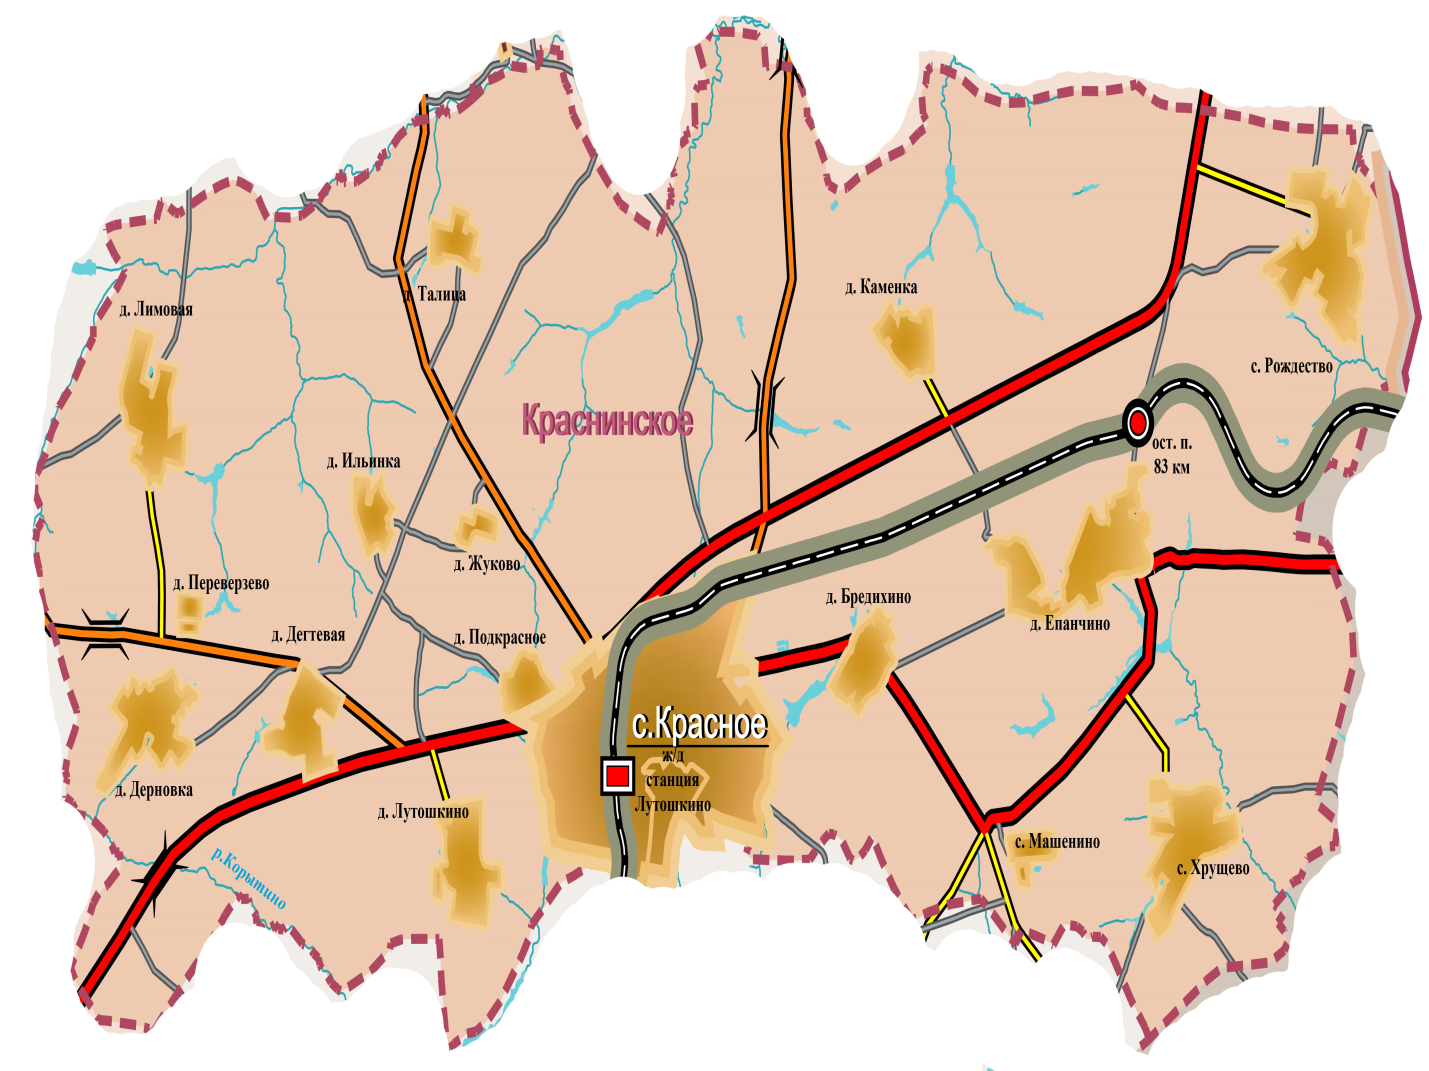 д. Каменка
д. Талица
д. Лимовая
с. Рождество
Краснинское
ост. п.
83 км
д. Ильинка
д. Жуково
д. Переверзево
д. Бредихино
д. Епанчино
д. Дегтевая
д. Подкрасное
с.Красное
ж/д
станция
Лутошкино
д. Дерновка
д. Лутошкино
с. Машенино
с. Хрущево
р.Корытино